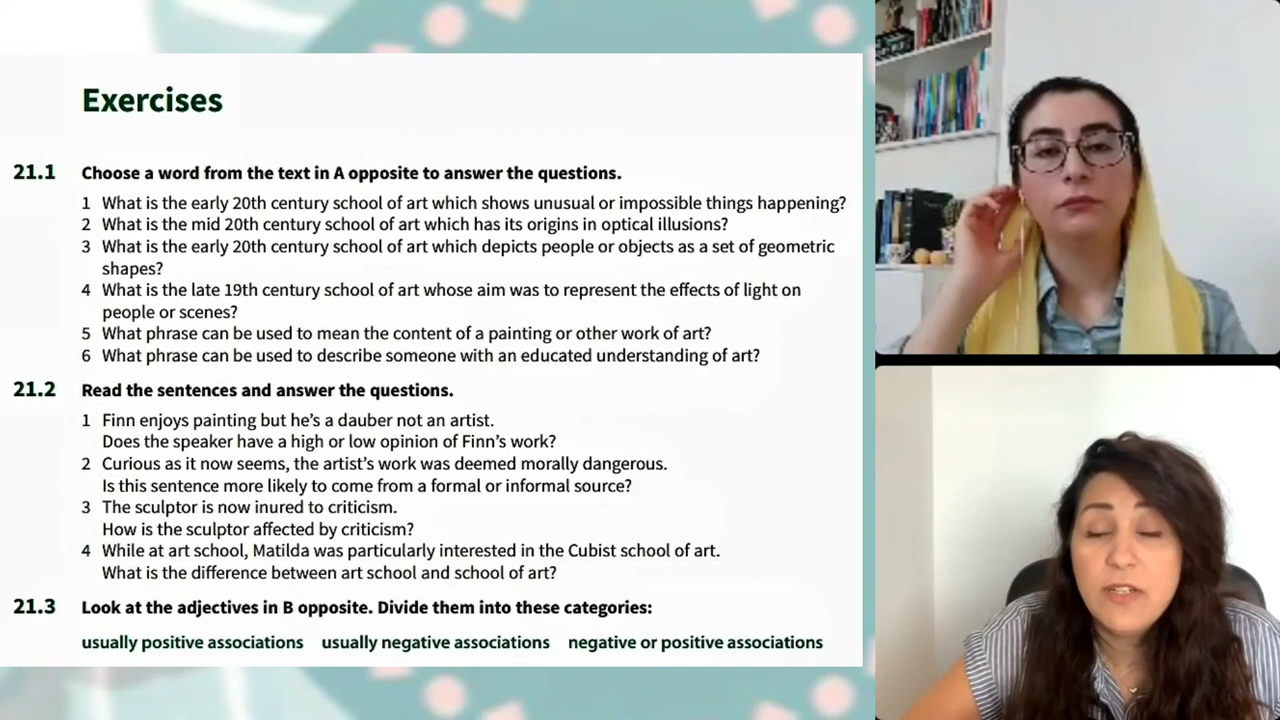 Exercises
21.1 Choose a word from the text in A opposite to answer the questions.
1 What is the early 20th century school of art which shows unusual or impossible things happening?
2 What is the mid 20th century school of art which has its origins in optical illusions?
3 What is the early 20th century school of art which depicts people or objects as a set of geometric
shapes?
4 What is the late 19th century school of art whose aim was to represent the effects of light on
people or scenes?
5 What phrase can be used to mean the content of a painting or other work of art?
6 What phrase can be used to describe someone with an educated understanding of art?
21.2 Read the sentences and answer the questions.
1 Finn enjoys painting but he’s a dauber not an artist.
Does the speaker have a high or low opinion of Finn’s work?
2 Curious as it now seems, the artist’s work was deemed morally dangerous.
Is this sentence more likely to come from a formal or informal source?
3 The sculptor is now inured to criticism.
How is the sculptor affected by criticism?
4 While at art school, Matilda was particularly interested in the Cubist school of art.
What is the difference between art school and school of art?
21.3 Look at the adjectives in B opposite. Divide them into these categories:
usually positive associations usually negative associations negative or positive associations